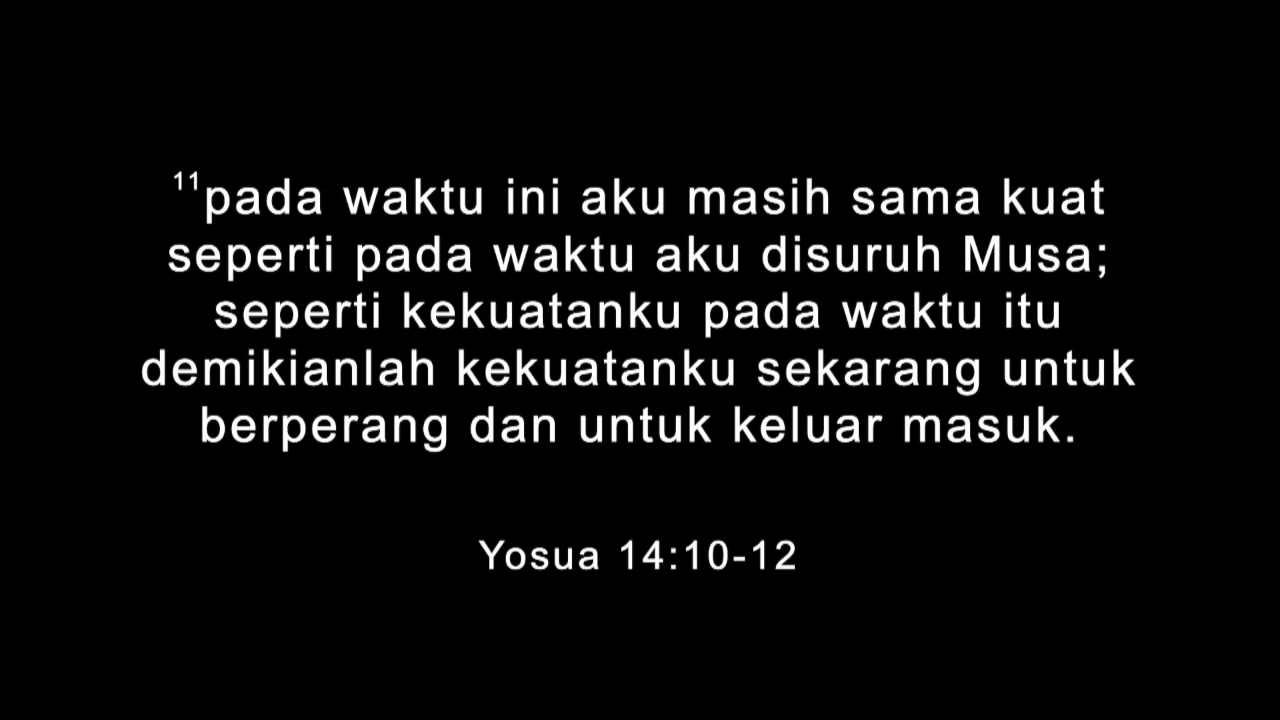 11pada waktu ini aku masih sama kuat
seperti pada waktu aku disuruh Musa;
seperti kekuatanku pada waktu itu
demikianlah kekuatanku sekarang untuk
berperang dan untuk keluar masuk.
Yosua 14:10-12